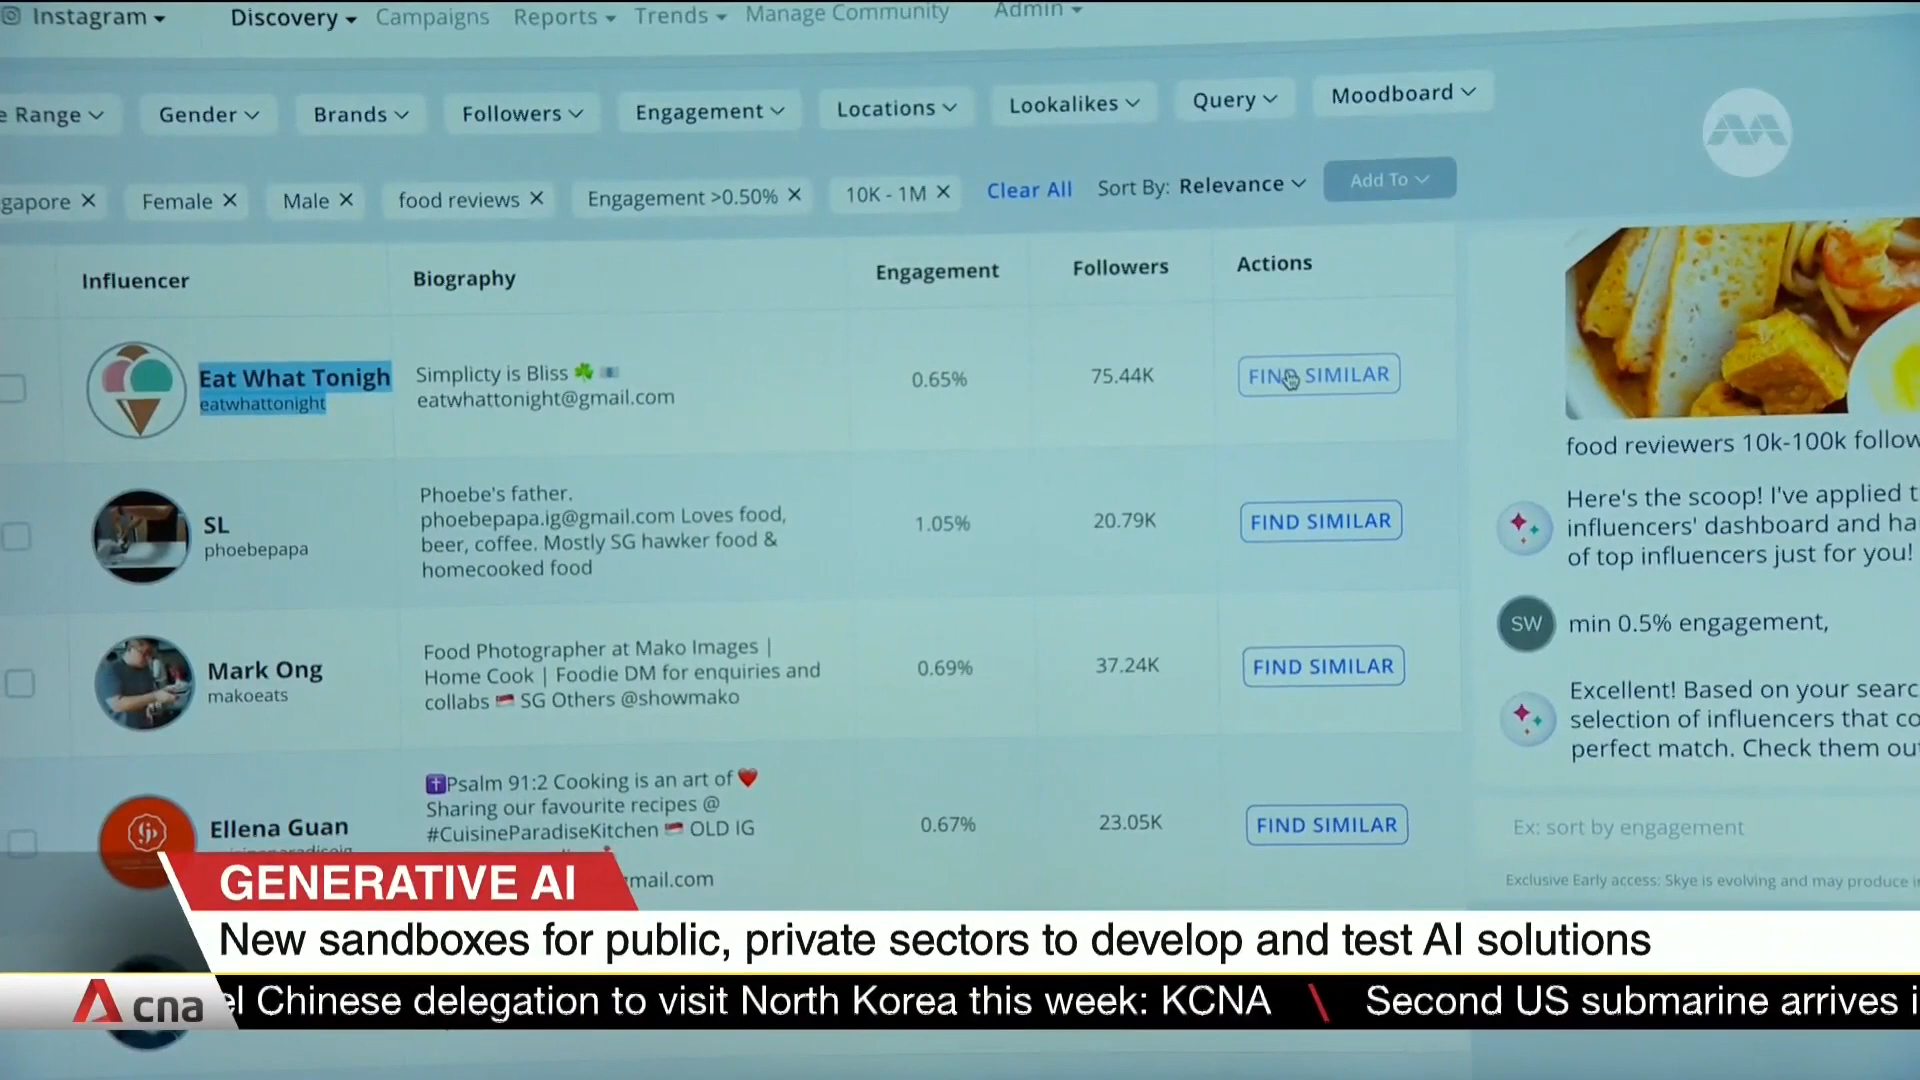 Instagram
Discovery
Campaigns
Reports
Trends
Manage Community
Admin
e Range
Gender
Brands
Followers
Engagement
Locations
Lookalikes
Query
Moodboard
gapore ×
Female ×
Male ×
food reviews ×
Engagement >0.50% ×
10K - 1M ×
Clear All
Sort By: Relevance
Add To
Influencer
Biography
Engagement
Followers
Actions
Eat What Tonigh
eatwhattonight
Simplicty is Bliss
eatwhattonight@gmail.com
0.65%
75.44K
FIND SIMILAR
SL
phoebepapa
Phoebe's father.
phoebepapa.ig@gmail.com Loves food,
beer, coffee. Mostly SG hawker food &
homecooked food
1.05%
20.79K
FIND SIMILAR
Mark Ong
makoeats
Food Photographer at Mako Images |
Home Cook | Foodie DM for enquiries and
collabs 🇸🇬 SG Others @showmako
0.69%
37.24K
FIND SIMILAR
Ellena Guan
✝️Psalm 91:2 Cooking is an art of ❤️
Sharing our favourite recipes @
#CuisineParadiseKitchen 🇸🇬 OLD IG
mail.com
0.67%
23.05K
FIND SIMILAR
food reviewers 10k-100k follow
Here's the scoop! I've applied t
influencers' dashboard and ha
of top influencers just for you!
SW
min 0.5% engagement,
Excellent! Based on your searc
selection of influencers that co
perfect match. Check them ou
Ex: sort by engagement
Exclusive Early access: Skye is evolving and may produce i
GENERATIVE AI
New sandboxes for public, private sectors to develop and test AI solutions
cna
el Chinese delegation to visit North Korea this week: KCNA \ Second US submarine arrives i